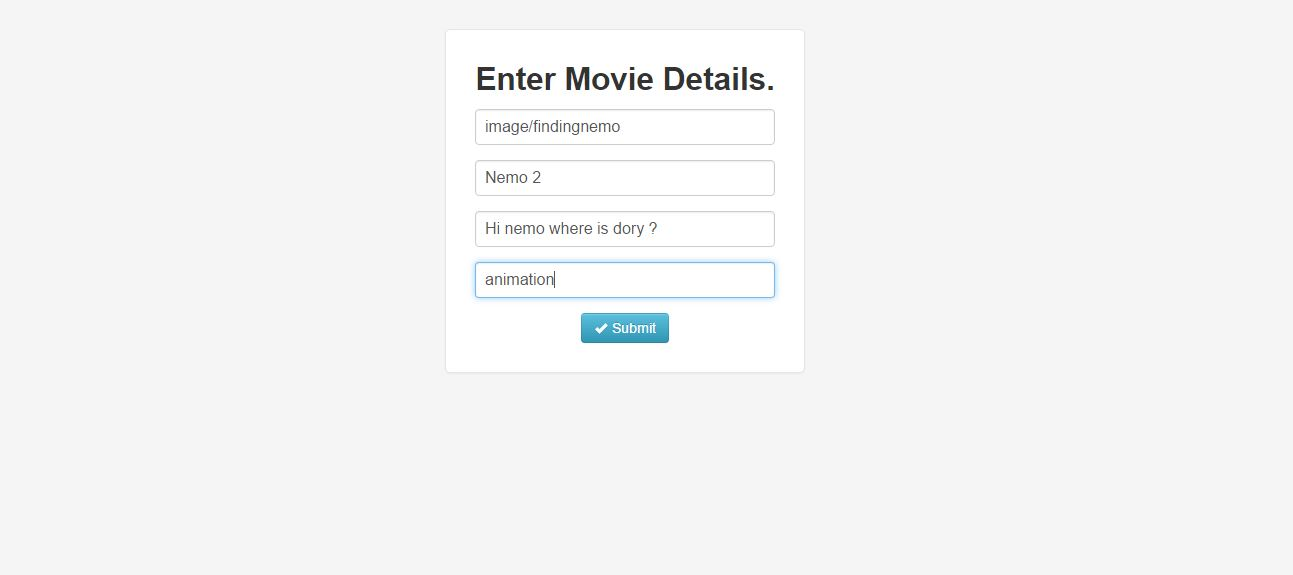 Enter Movie Details.
image/findingnemo
Nemo 2
Hi nemo where is dory ?
animation
Submit